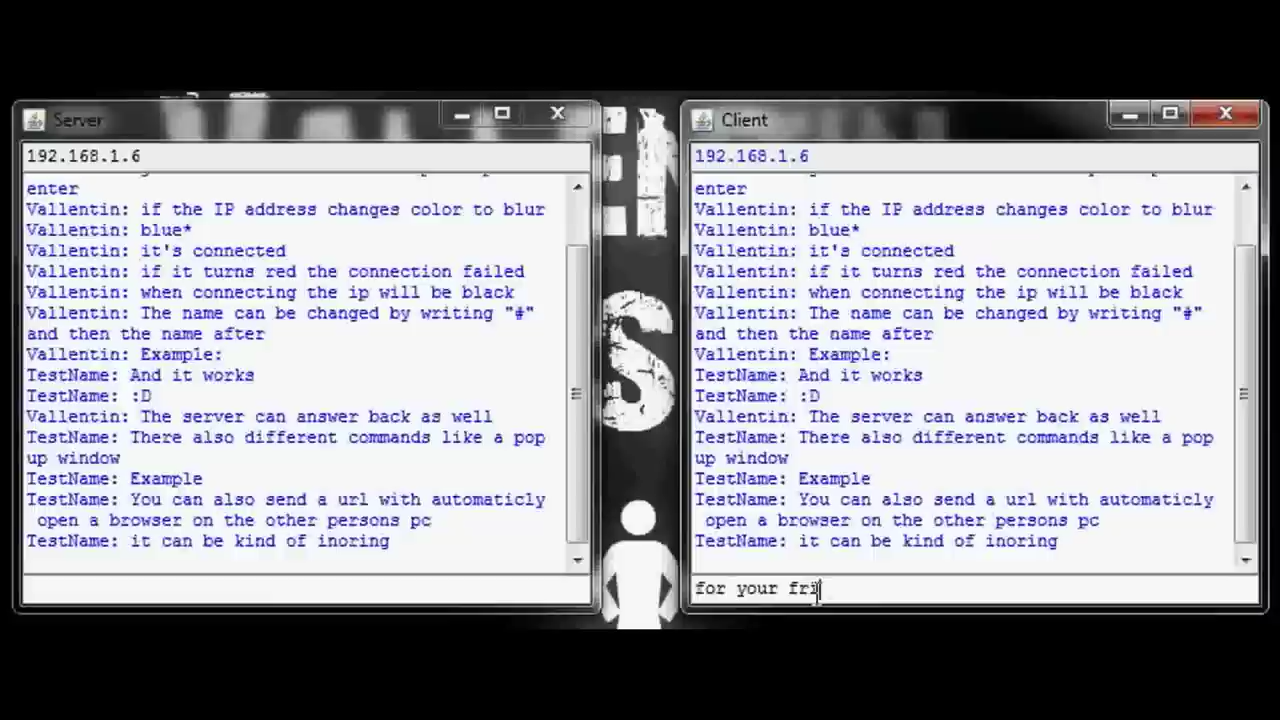 Server
192.168.1.6
enter
Vallentin: if the IP address changes color to blur
Vallentin: blue*
Vallentin: it's connected
Vallentin: if it turns red the connection failed
Vallentin: when connecting the ip will be black
Vallentin: The name can be changed by writing "#"
and then the name after
Vallentin: Example:
TestName: And it works
TestName: :D
Vallentin: The server can answer back as well
TestName: There also different commands like a pop
up window
TestName: Example
TestName: You can also send a url with automaticly
open a browser on the other persons pc
TestName: it can be kind of inoring
Client
192.168.1.6
enter
Vallentin: if the IP address changes color to blur
Vallentin: blue*
Vallentin: it's connected
Vallentin: if it turns red the connection failed
Vallentin: when connecting the ip will be black
Vallentin: The name can be changed by writing "#"
and then the name after
Vallentin: Example:
TestName: And it works
TestName: :D
Vallentin: The server can answer back as well
TestName: There also different commands like a pop
up window
TestName: Example
TestName: You can also send a url with automaticly
open a browser on the other persons pc
TestName: it can be kind of inoring
for your fri